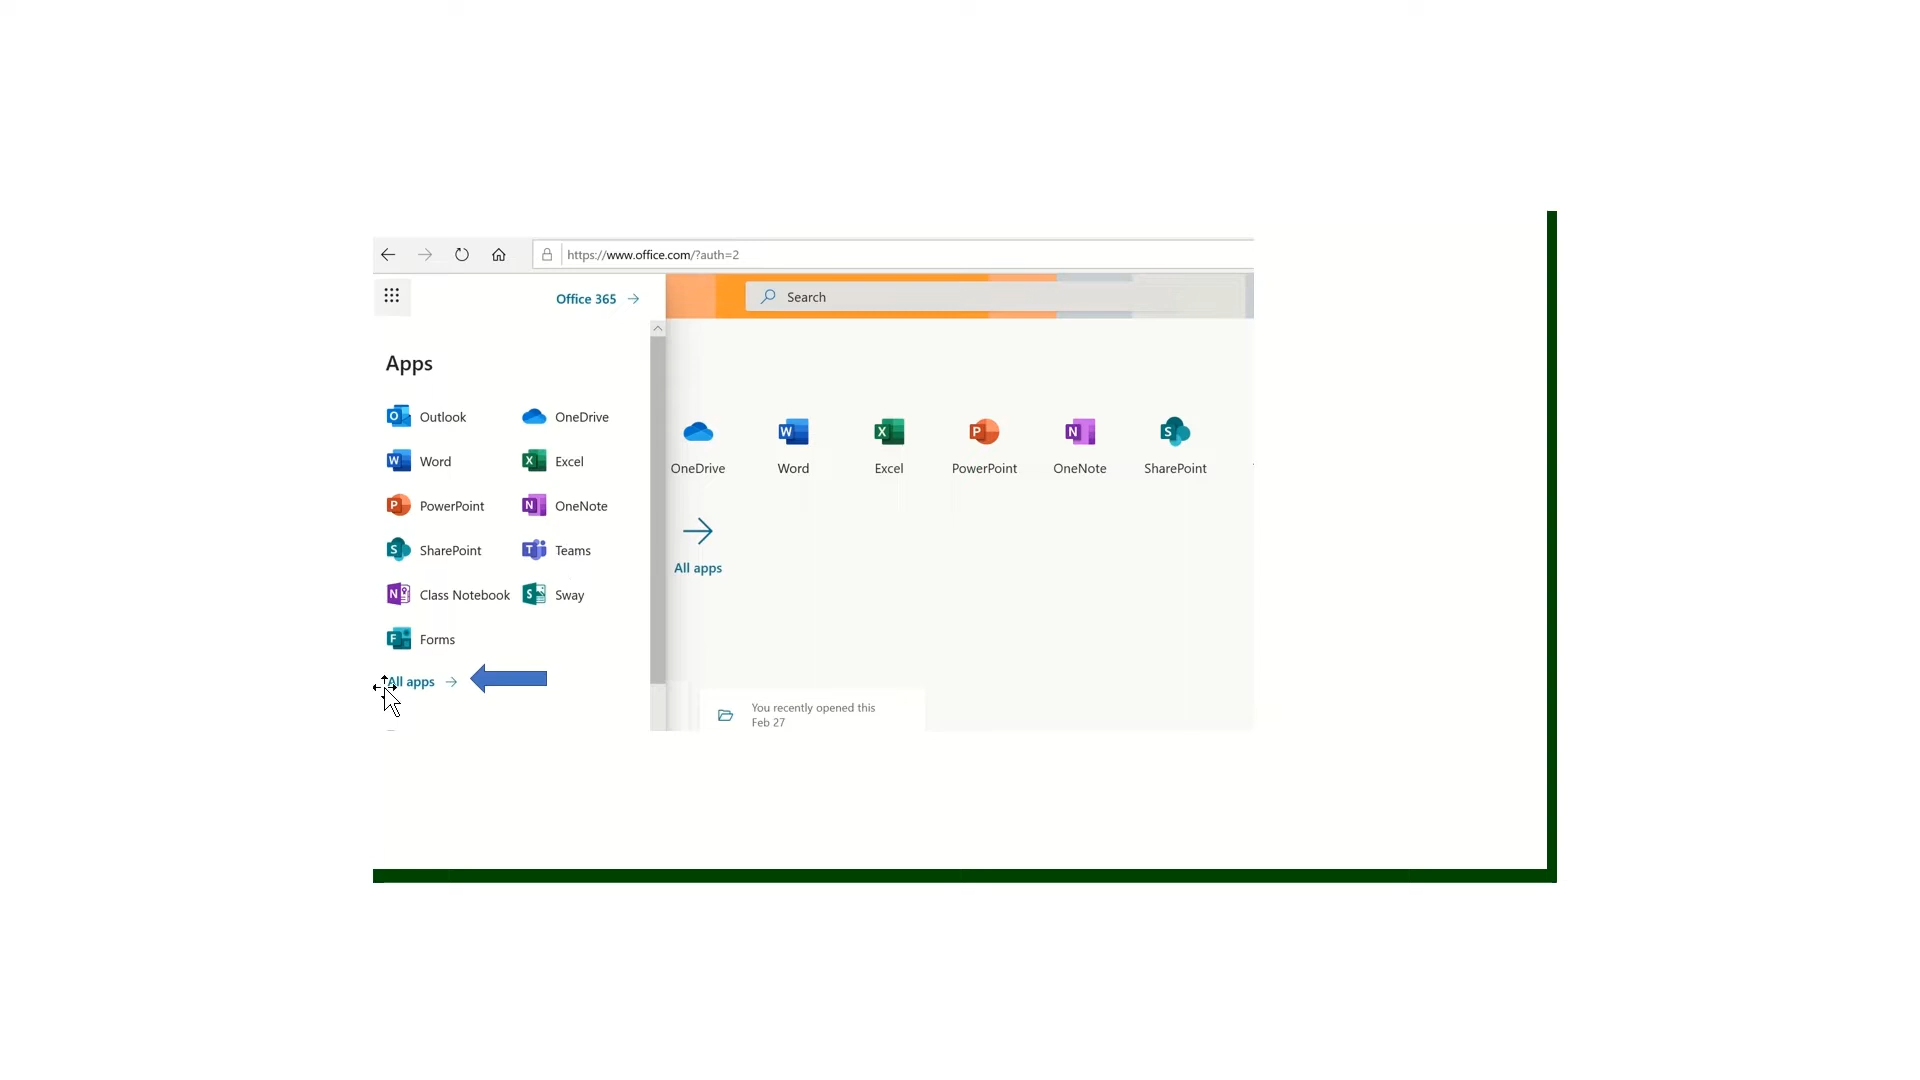 https://www.office.com/?auth=2
Office 365
Search
Apps
Outlook
OneDrive
Word
Excel
PowerPoint
OneNote
SharePoint
Teams
Class Notebook
Sway
Forms
All apps
OneDrive
Word
Excel
PowerPoint
OneNote
SharePoint
All apps
You recently opened this
Feb 27